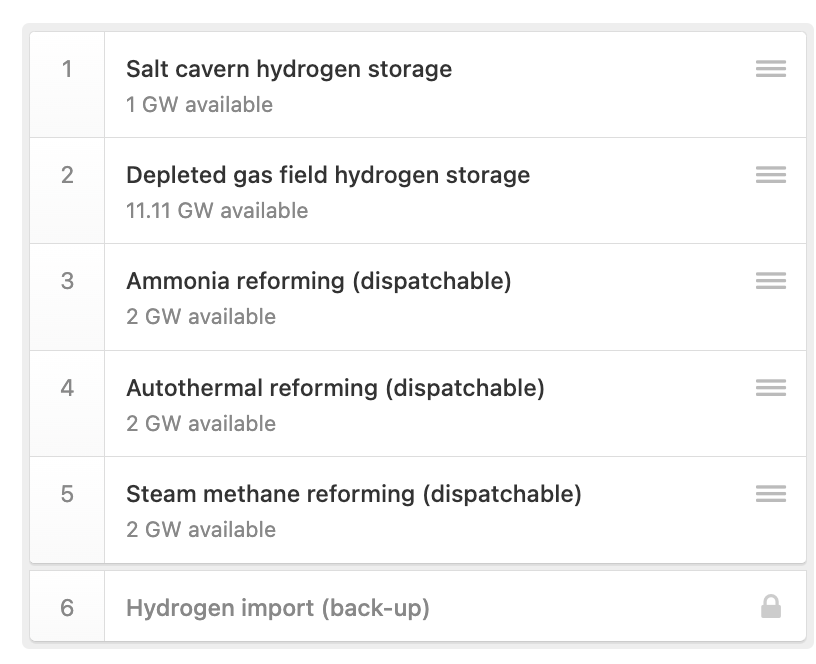 1
Salt cavern hydrogen storage
1 GW available
2
Depleted gas field hydrogen storage
11.11 GW available
3
Ammonia reforming (dispatchable)
2 GW available
4
Autothermal reforming (dispatchable)
2 GW available
5
Steam methane reforming (dispatchable)
2 GW available
6
Hydrogen import (back-up)